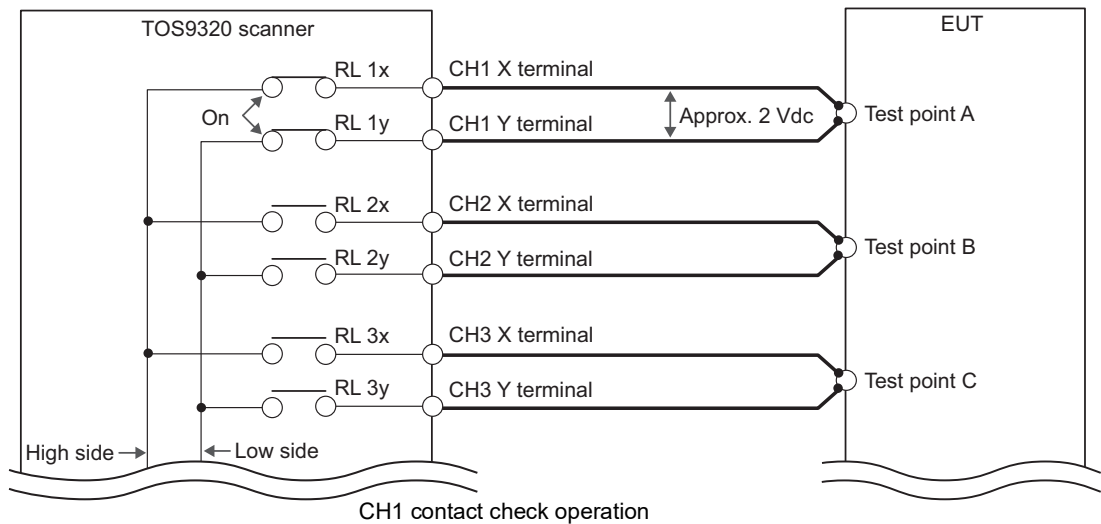 TOS9320 scanner
EUT
RL 1x
CH1 X terminal
On
Approx. 2 Vdc
Test point A
RL 1y
CH1 Y terminal
RL 2x
CH2 X terminal
Test point B
RL 2y
CH2 Y terminal
RL 3x
CH3 X terminal
Test point C
RL 3y
CH3 Y terminal
High side
Low side
CH1 contact check operation